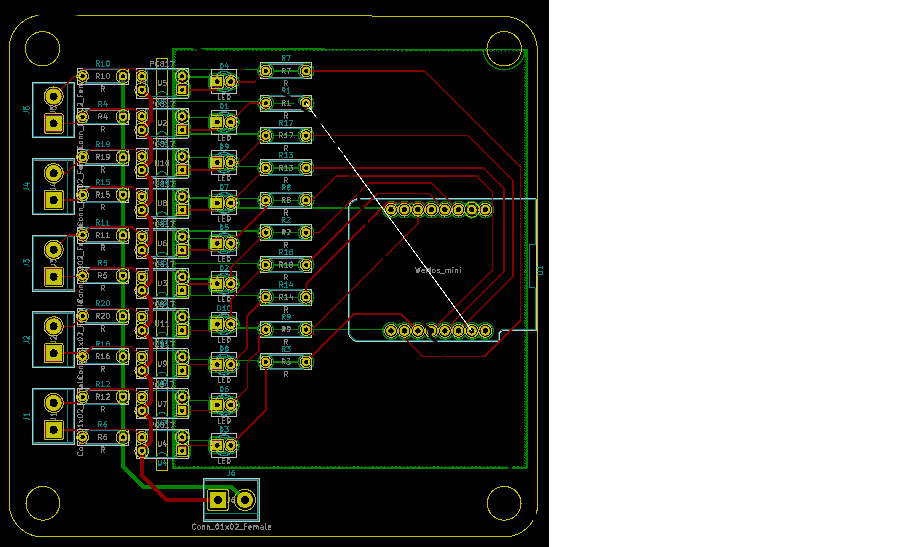 R7
R7
R
R10
R10
R
PC817
U5
D4
LED
R1
R1
R
R4
R4
R
U2
D1
LED
R17
R17
R
R19
R19
R
U10
D9
LED
R13
R13
R
R15
R15
R
U8
D7
LED
R8
R8
R
R11
R11
R
U6
D5
LED
R2
R2
R
R5
R5
R
U3
D2
LED
R18
R18
R
R20
R20
R
U11
D10
LED
R14
R14
R
R16
R16
R
U9
D8
LED
R9
R9
R
R12
R12
R
U7
D6
LED
R3
R3
R
R6
R6
R
U4
U4
D3
LED
J5
J4
J3
J2
J1
Wemos_mini
U1
J6
Conn_01x02_Female